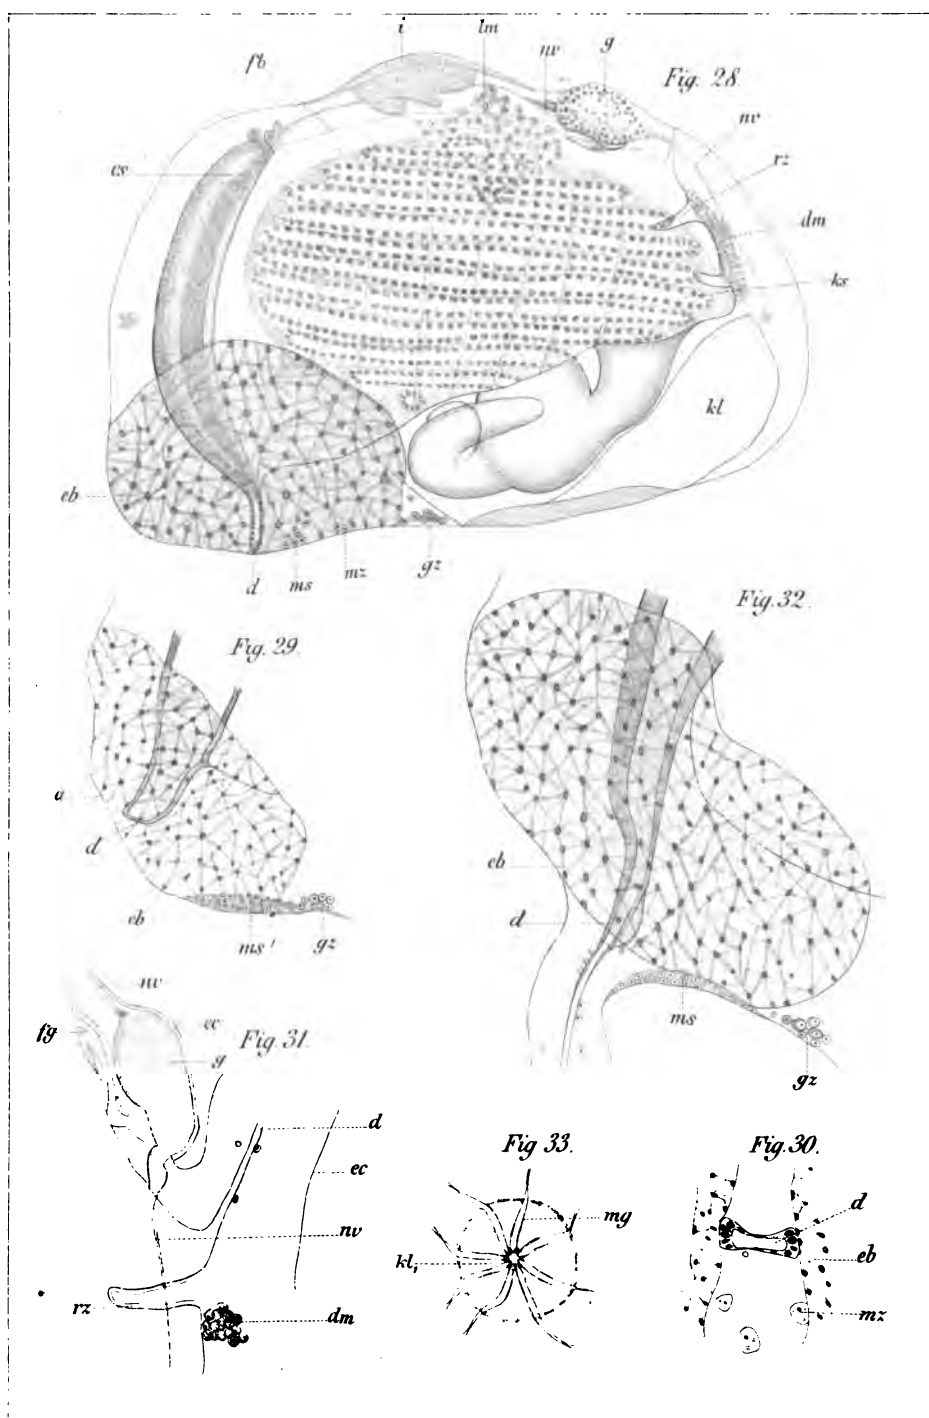 i
lm
nv
g
fb
Fig. 28.
nv
cs
rz
dm
ks
kl
eb
d
ms
mz
gz
Fig. 29.
a
d
eb
ms'
gz
Fig. 32.
eb
d
ms
gz
nv
ec
fg
Fig. 31.
g
d
ec
nv
rz
dm
Fig 33.
mg
kl,
Fig. 30.
d
eb
mz